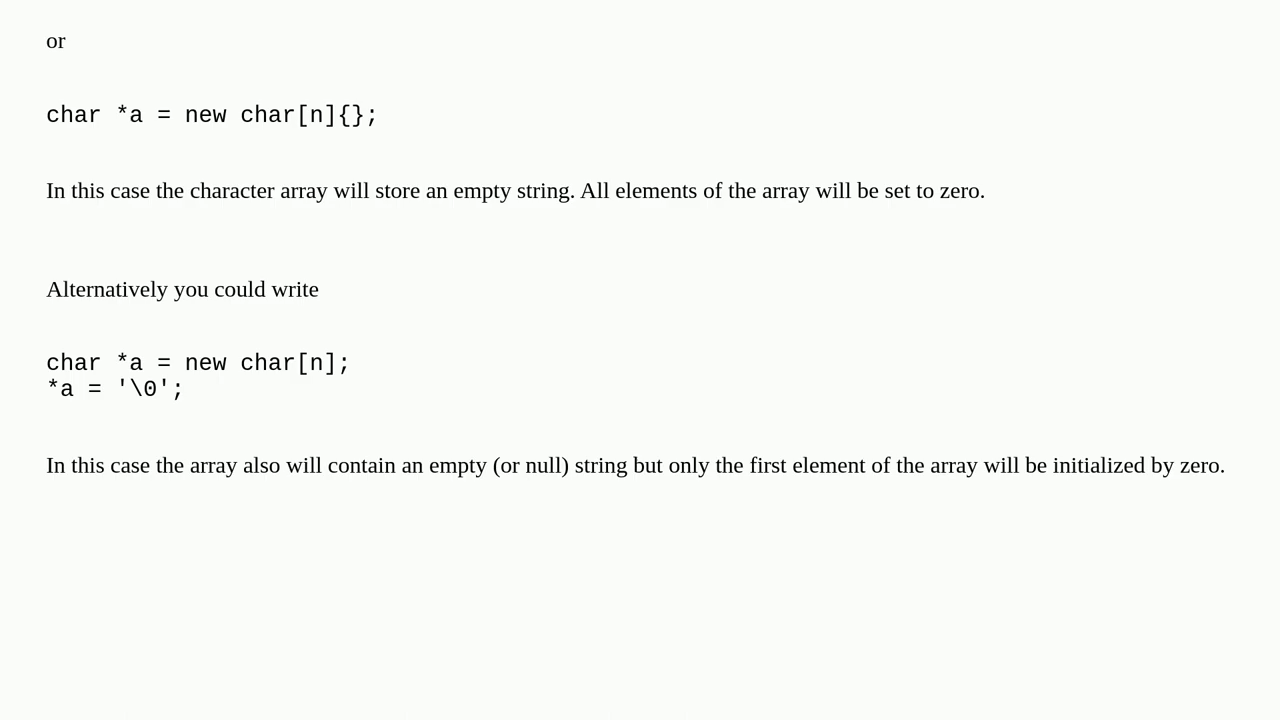 or
char *a = new char[n]{};
In this case the character array will store an empty string. All elements of the array will be set to zero.
Alternatively you could write
char *a = new char[n];
*a = '\0';
In this case the array also will contain an empty (or null) string but only the first element of the array will be initialized by zero.